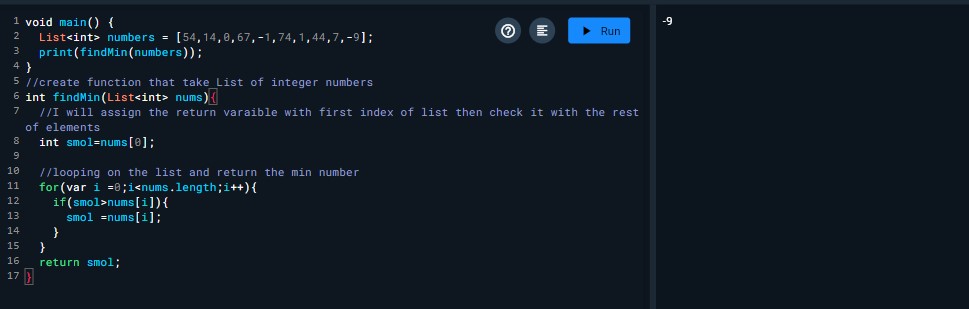 1 void main() {
2 List<int> numbers = [54,14,0,67,-1,74,1,44,7,-9];
3 print(findMin(numbers));
4 }
5 //create function that take List of integer numbers
6 int findMin(List<int> nums){
7 //I will assign the return varaible with first index of list then check it with the rest
of elements
8 int smol=nums[0];
9
10 //looping on the list and return the min number
11 for(var i =0;i<nums.length;i++){
12 if(smol>nums[i]){
13 smol =nums[i];
14 }
15 }
16 return smol;
17 }
? Run
-9